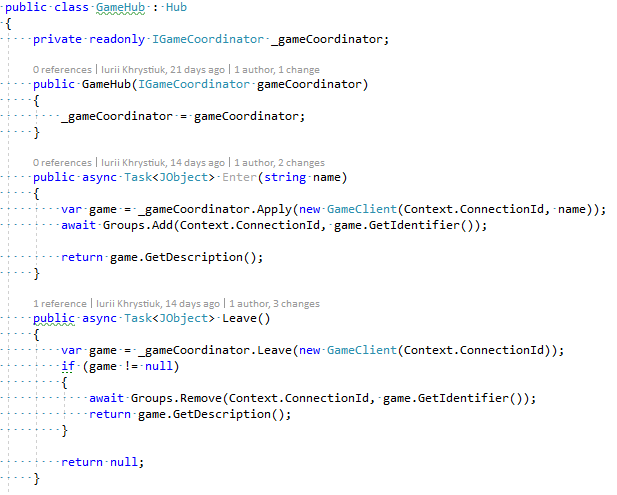 public class GameHub : Hub
{
private readonly IGameCoordinator _gameCoordinator;
0 references | Iurii Khrystiuk, 21 days ago | 1 author, 1 change
public GameHub(IGameCoordinator gameCoordinator)
{
_gameCoordinator = gameCoordinator;
}
0 references | Iurii Khrystiuk, 14 days ago | 1 author, 2 changes
public async Task<JObject> Enter(string name)
{
var game = _gameCoordinator.Apply(new GameClient(Context.ConnectionId, name));
await Groups.Add(Context.ConnectionId, game.GetIdentifier());
return game.GetDescription();
}
1 reference | Iurii Khrystiuk, 14 days ago | 1 author, 3 changes
public async Task<JObject> Leave()
{
var game = _gameCoordinator.Leave(new GameClient(Context.ConnectionId));
if (game != null)
{
await Groups.Remove(Context.ConnectionId, game.GetIdentifier());
return game.GetDescription();
}
return null;
}